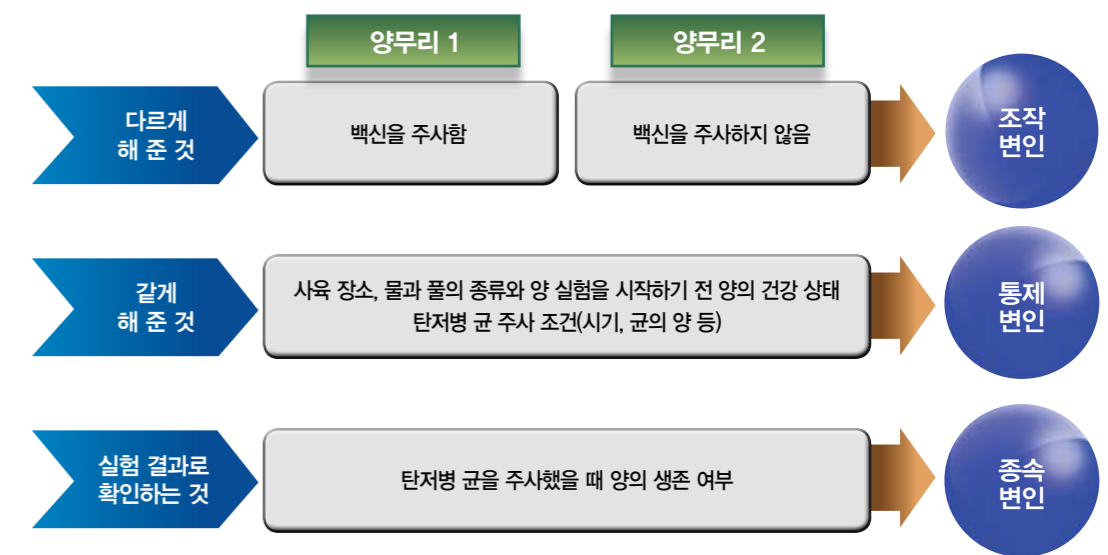 양무리 1
양무리 2
다르게
해 준 것
백신을 주사함
백신을 주사하지 않음
조작
변인
같게
해 준 것
사육 장소, 물과 풀의 종류와 양 실험을 시작하기 전 양의 건강 상태
탄저병 균 주사 조건(시기, 균의 양 등)
통제
변인
실험 결과로
확인하는 것
탄저병 균을 주사했을 때 양의 생존 여부
종속
변인